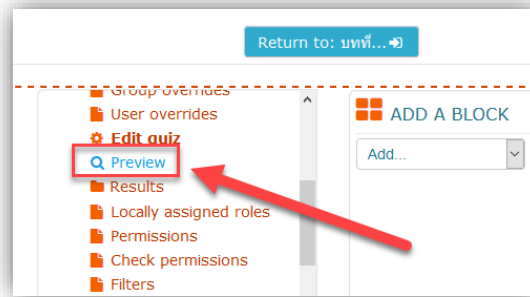 Return to: บทที่...
Group overrides
User overrides
Edit quiz
Preview
Results
Locally assigned roles
Permissions
Check permissions
Filters
ADD A BLOCK
Add...